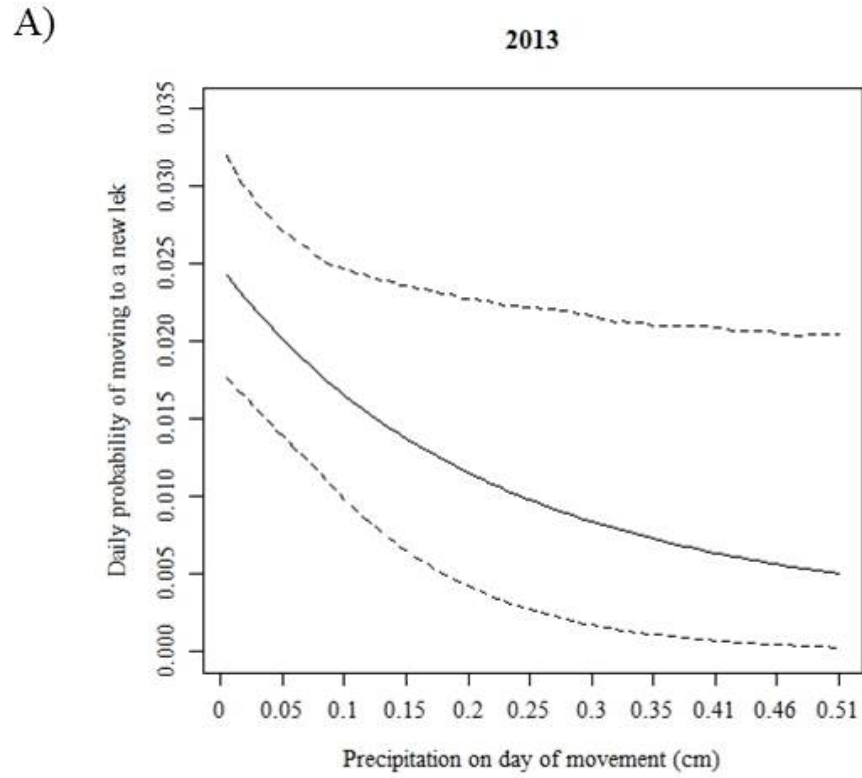 A)
2013
Daily probability of moving to a new lek
0.035
0.030
0.025
0.020
0.015
0.010
0.005
0.000
0 0.05 0.1 0.15 0.2 0.25 0.3 0.35 0.41 0.46 0.51
Precipitation on day of movement (cm)